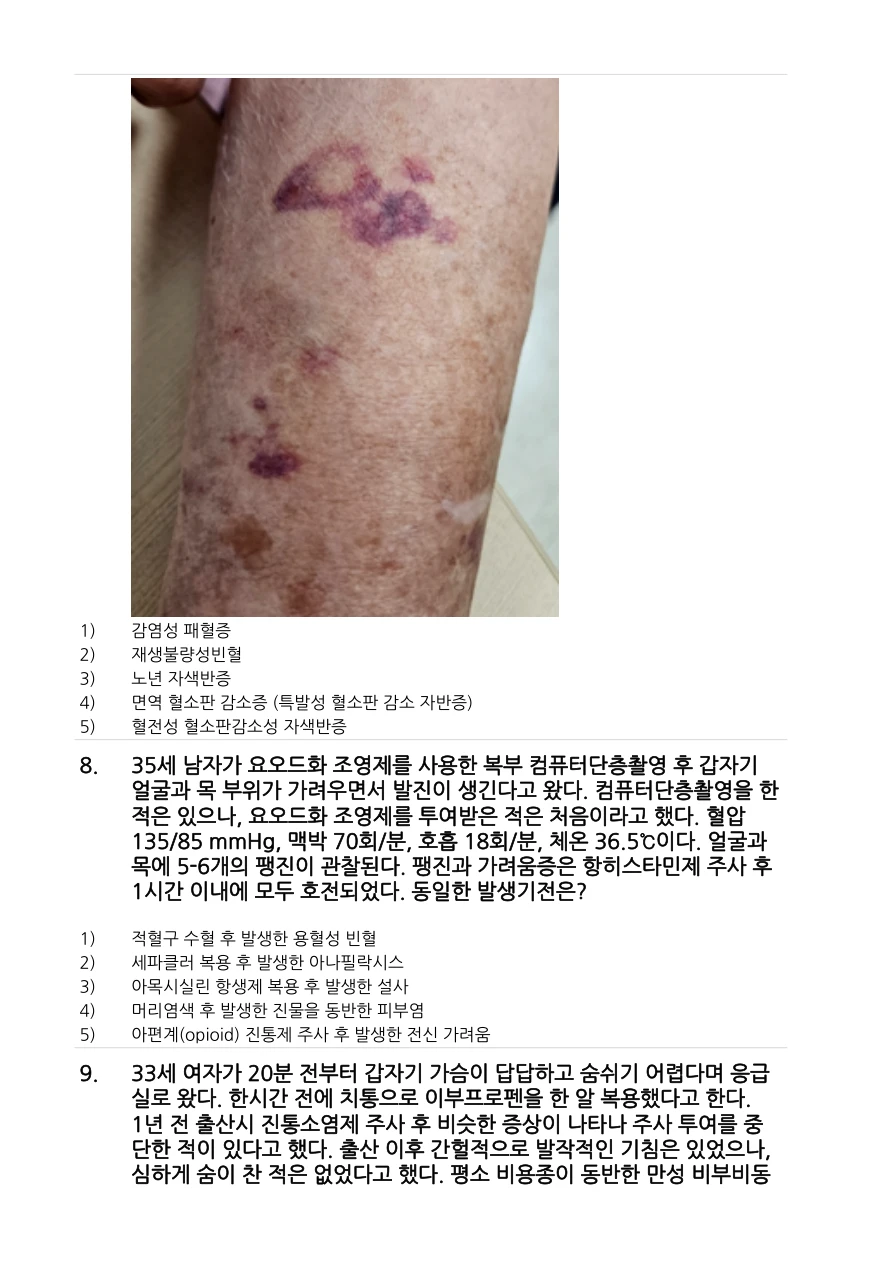 1) 감염성 패혈증
2) 재생불량성빈혈
3) 노년 자색반증
4) 면역 혈소판 감소증 (특발성 혈소판 감소 자반증)
5) 혈전성 혈소판감소성 자색반증
8. 35세 남자가 요오드화 조영제를 사용한 복부 컴퓨터단층촬영 후 갑자기
얼굴과 목 부위가 가려우면서 발진이 생긴다고 왔다. 컴퓨터단층촬영을 한
적은 있으나, 요오드화 조영제를 투여받은 적은 처음이라고 했다. 혈압
135/85 mmHg, 맥박 70회/분, 호흡 18회/분, 체온 36.5℃이다. 얼굴과
목에 5-6개의 팽진이 관찰된다. 팽진과 가려움증은 항히스타민제 주사 후
1시간 이내에 모두 호전되었다. 동일한 발생기전은?
1) 적혈구 수혈 후 발생한 용혈성 빈혈
2) 세파클러 복용 후 발생한 아나필락시스
3) 아목시실린 항생제 복용 후 발생한 설사
4) 머리염색 후 발생한 진물을 동반한 피부염
5) 아편계(opioid) 진통제 주사 후 발생한 전신 가려움
9. 33세 여자가 20분 전부터 갑자기 가슴이 답답하고 숨쉬기 어렵다며 응급
실로 왔다. 한시간 전에 치통으로 이부프로펜을 한 알 복용했다고 한다.
1년 전 출산시 진통소염제 주사 후 비슷한 증상이 나타나 주사 투여를 중
단한 적이 있다고 했다. 출산 이후 간헐적으로 발작적인 기침은 있었으나,
심하게 숨이 찬 적은 없었다고 했다. 평소 비용종이 동반한 만성 비부비동